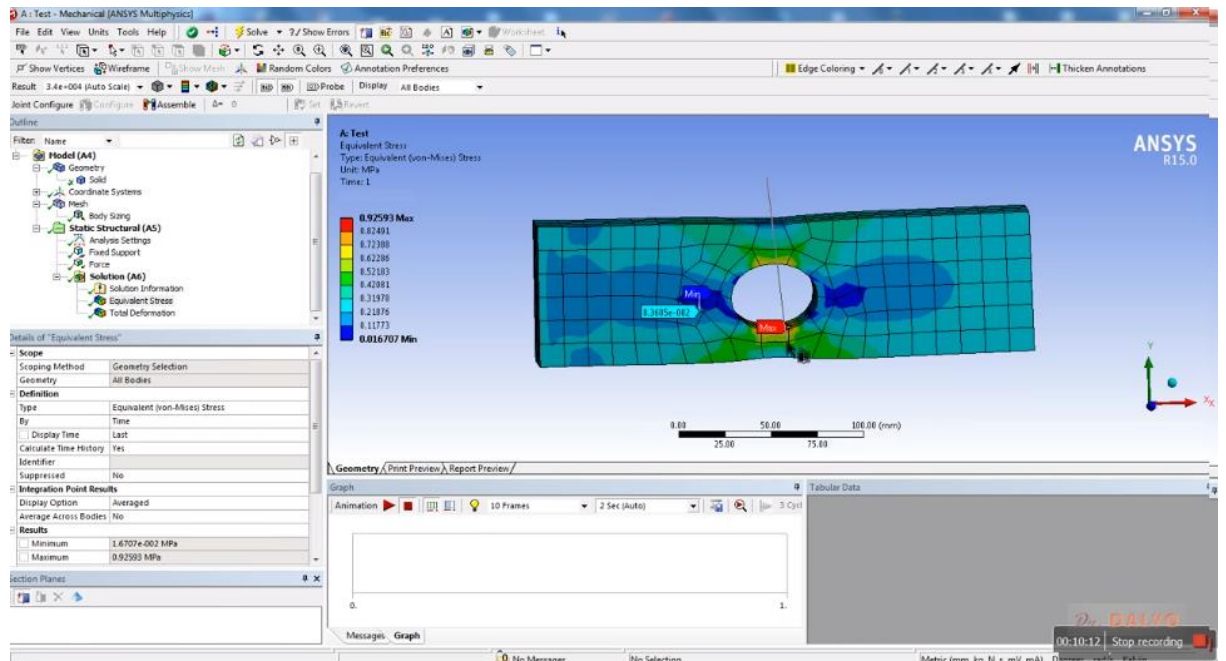 A : Test - Mechanical [ANSYS Multiphysics]
File Edit View Units Tools Help Solve ?/ Show Errors Worksheet
Show Vertices Wireframe Show Mesh Random Colors Annotation Preferences Edge Coloring Thicken Annotations
Result 3.4e+004 (Auto Scale) Probe Display All Bodies
Joint Configure Configure Assemble Δ= 0 Set Revert
Outline
Filter: Name
Model (A4)
Geometry
Solid
Coordinate Systems
Mesh
Body Sizing
Static Structural (A5)
Analysis Settings
Fixed Support
Force
Solution (A6)
Solution Information
Equivalent Stress
Total Deformation
Details of "Equivalent Stress"
Scope
Scoping Method Geometry Selection
Geometry All Bodies
Definition
Type Equivalent (von-Mises) Stress
By Time
Display Time Last
Calculate Time History Yes
Identifier
Suppressed No
Integration Point Results
Display Option Averaged
Average Across Bodies No
Results
Minimum 1.6707e-002 MPa
Maximum 0.92593 MPa
Section Planes
A: Test
Equivalent Stress
Type: Equivalent (von-Mises) Stress
Unit: MPa
Time: 1
0.92593 Max
0.82491
0.72388
0.62286
0.52183
0.42081
0.31978
0.21876
0.11773
0.016707 Min
ANSYS
R15.0
Min
Max
Y
X
0.00 50.00 100.00 (mm)
25.00 75.00
Geometry Print Preview Report Preview
Graph
Animation 10 Frames 2 Sec (Auto) 3 Cycl
0. 1.
Messages Graph
Tabular Data
00:10:12 Stop recording
No Messages No Selection Metric (mm, kg, N, s, mV, mA)